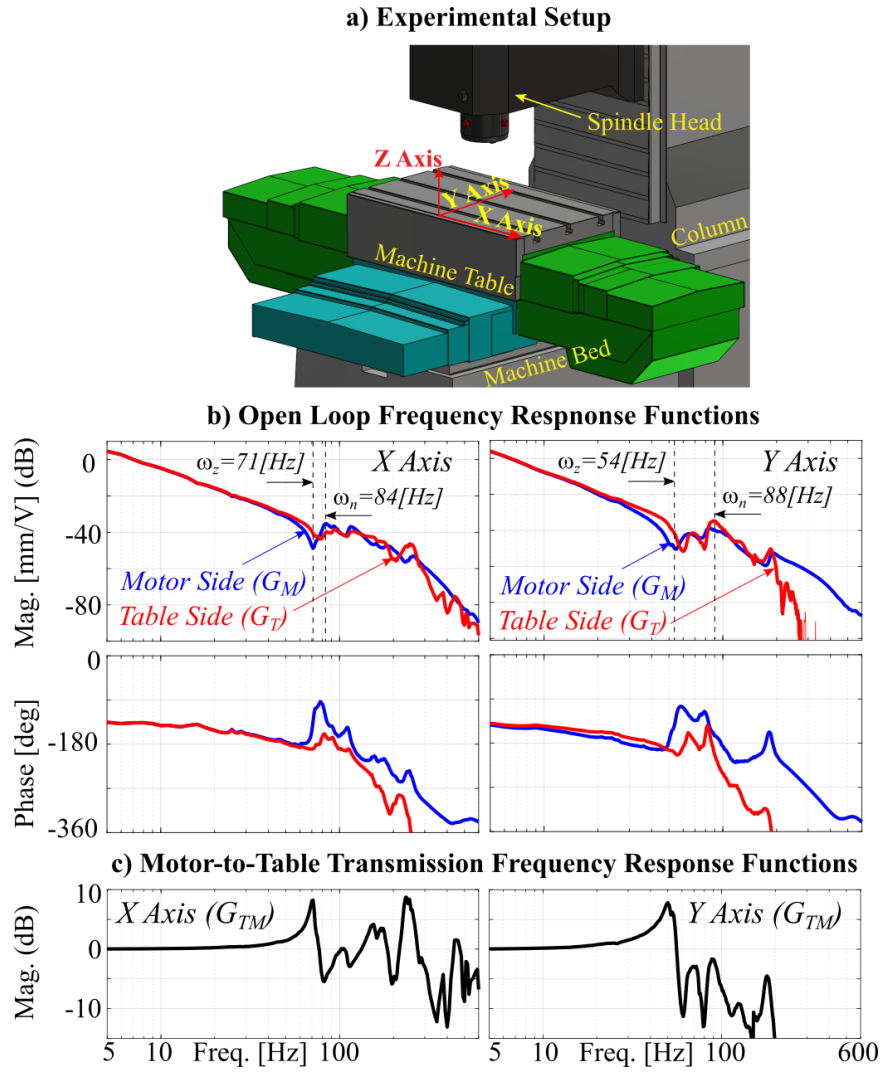 a) Experimental Setup
Spindle Head
Z Axis
Y Axis
X Axis
Column
Machine Table
Machine Bed
b) Open Loop Frequency Respnonse Functions
Mag. [mm/V] (dB)
0
-40
-80
ωz=71[Hz]
X Axis
ωn=84[Hz]
Motor Side (GM)
Table Side (GT)
ωz=54[Hz]
Y Axis
ωn=88[Hz]
Motor Side (GM)
Table Side (GT)
Phase [deg]
0
-180
-360
c) Motor-to-Table Transmission Frequency Response Functions
Mag. (dB)
10
0
-10
X Axis (GTM)
Y Axis (GTM)
5 10 Freq. [Hz] 100
5 10 Freq. [Hz] 100 600